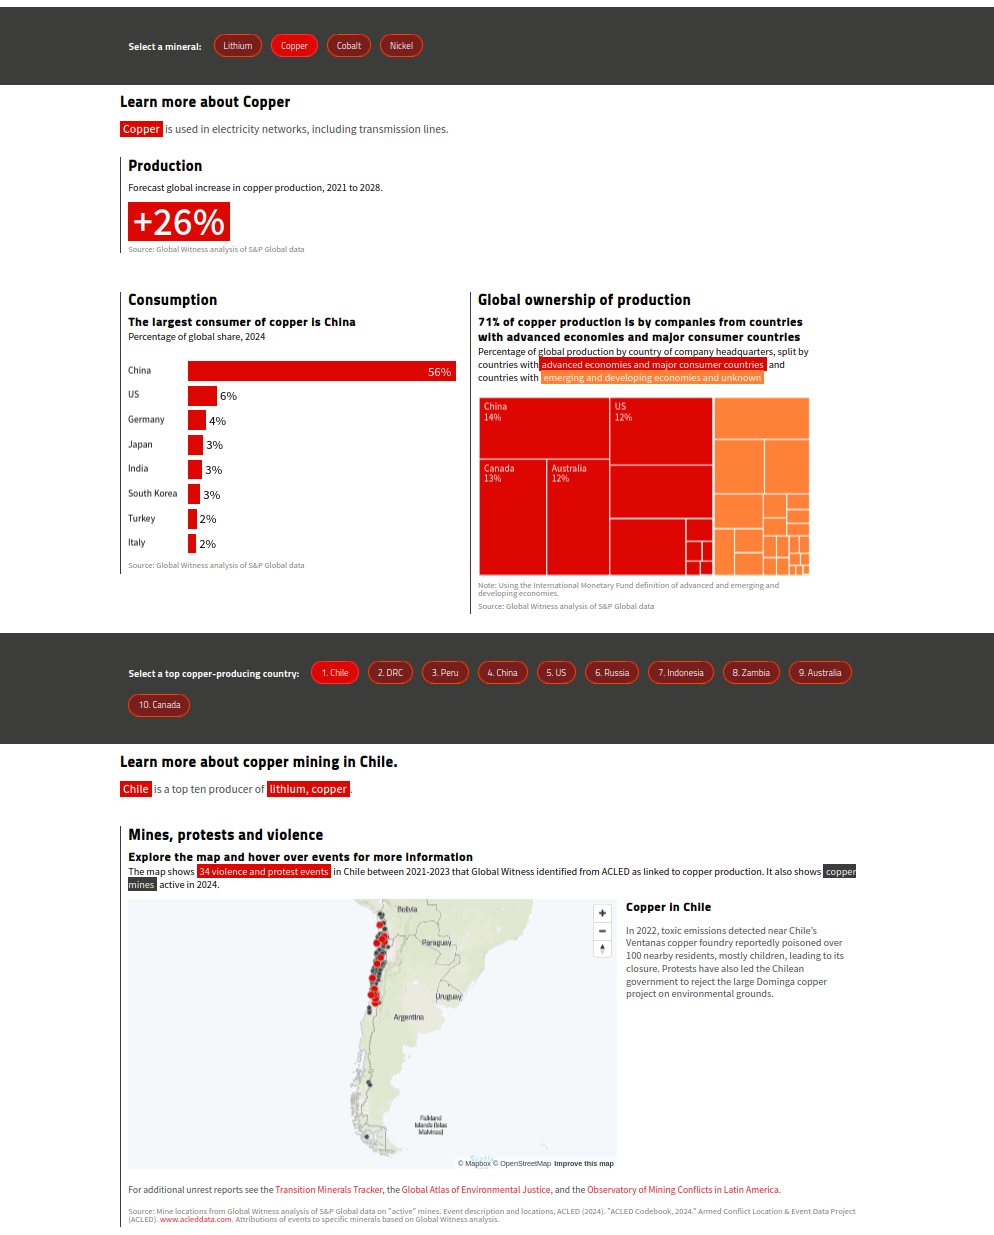 Select a mineral: Lithium Copper Cobalt Nickel
Learn more about Copper
Copper is used in electricity networks, including transmission lines.
Production
Forecast global increase in copper production, 2021 to 2028.
+26%
Source: Global Witness analysis of S&P Global data
Consumption
The largest consumer of copper is China
Percentage of global share, 2024
China 56%
US 6%
Germany 4%
Japan 3%
India 3%
South Korea 3%
Turkey 2%
Italy 2%
Source: Global Witness analysis of S&P Global data
Global ownership of production
71% of copper production is by companies from countries
with advanced economies and major consumer countries
Percentage of global production by country of company headquarters, split by
countries with advanced economies and major consumer countries and
countries with emerging and developing economies and unknown
China
14%
US
12%
Canada
13%
Australia
12%
Note: Using the International Monetary Fund definition of advanced and emerging and
developing economies.
Source: Global Witness analysis of S&P Global data
Select a top copper-producing country: 1. Chile 2. DRC 3. Peru 4. China 5. US 6. Russia 7. Indonesia 8. Zambia 9. Australia
10. Canada
Learn more about copper mining in Chile.
Chile is a top ten producer of lithium, copper.
Mines, protests and violence
Explore the map and hover over events for more information
The map shows 34 violence and protest events in Chile between 2021-2023 that Global Witness identified from ACLED as linked to copper production. It also shows copper
mines active in 2024.
Bolivia
Paraguay
Uruguay
Argentina
Falkland
Islands (Islas
Malvinas)
Scotia
© Mapbox © OpenStreetMap Improve this map
Copper in Chile
In 2022, toxic emissions detected near Chile's
Ventanas copper foundry reportedly poisoned over
100 nearby residents, mostly children, leading to its
closure. Protests have also led the Chilean
government to reject the large Dominga copper
project on environmental grounds.
For additional unrest reports see the Transition Minerals Tracker, the Global Atlas of Environmental Justice, and the Observatory of Mining Conflicts in Latin America.
Source: Mine locations from Global Witness analysis of S&P Global data on "active" mines. Event description and locations, ACLED (2024). "ACLED Codebook, 2024." Armed Conflict Location & Event Data Project
(ACLED). www.acleddata.com. Attributions of events to specific minerals based on Global Witness analysis.